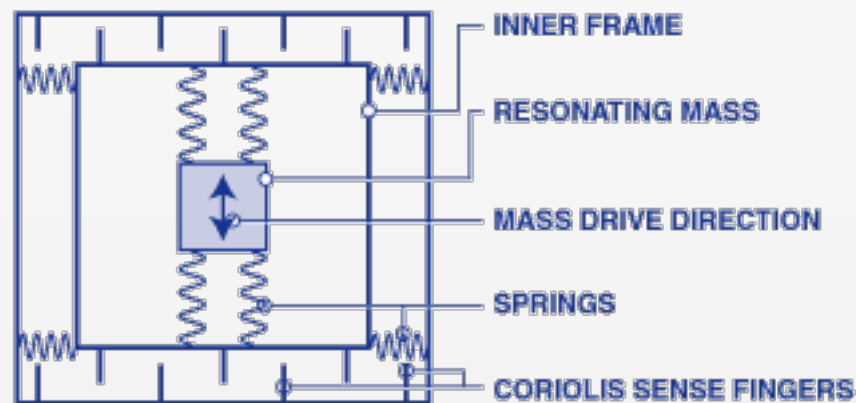 INNER FRAME
RESONATING MASS
MASS DRIVE DIRECTION
SPRINGS
CORIOLIS SENSE FINGERS